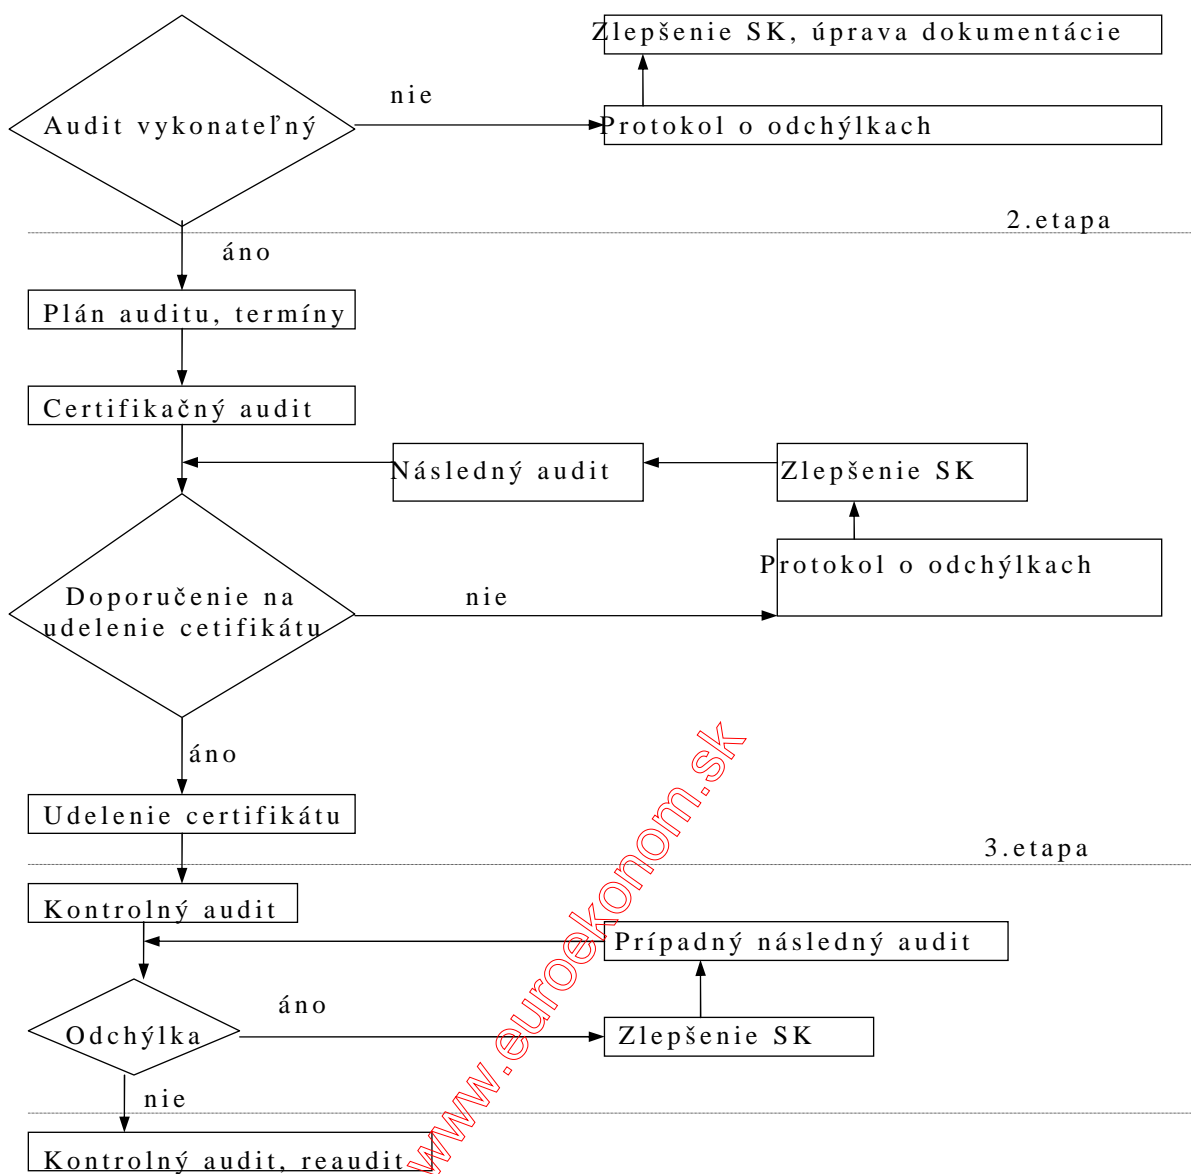 Zlepšenie SK, úprava dokumentácie
nie
Audit vykonateľný
Protokol o odchýlkach
2.etapa
áno
Plán auditu, termíny
Certifikačný audit
Následný audit
Zlepšenie SK
Protokol o odchýlkach
Doporučenie na
udelenie cetifikátu
nie
áno
Udelenie certifikátu
3.etapa
Kontrolný audit
Prípadný následný audit
áno
Odchýlka
Zlepšenie SK
nie
Kontrolný audit, reaudit
www.euroekonom.sk